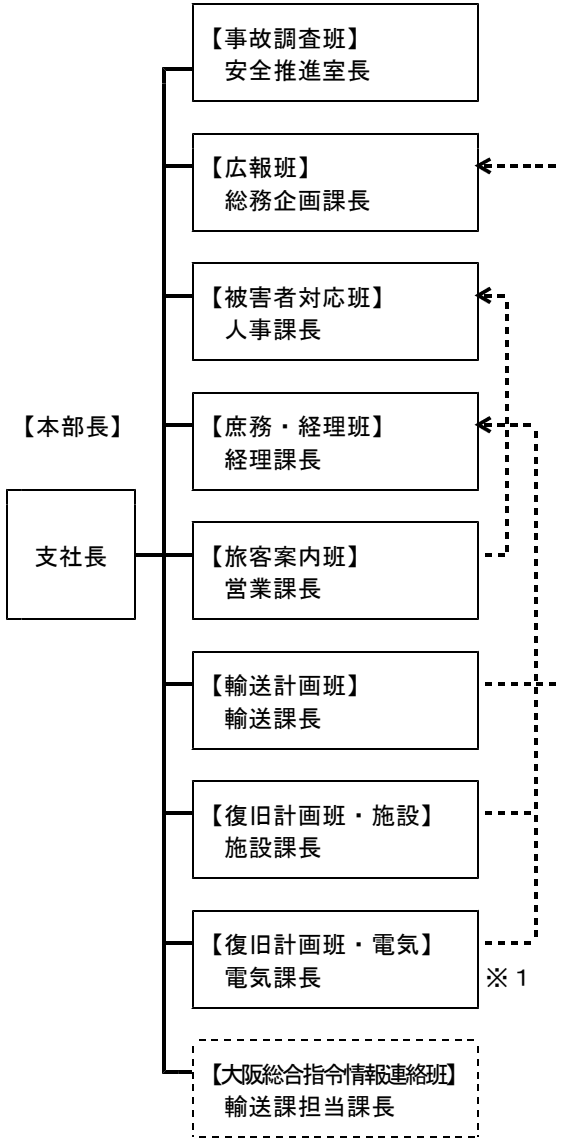 【事故調査班】
安全推進室長
【広報班】
総務企画課長
【被害者対応班】
人事課長
【本部長】
【庶務・経理班】
経理課長
支社長
【旅客案内班】
営業課長
【輸送計画班】
輸送課長
【復旧計画班・施設】
施設課長
【復旧計画班・電気】
電気課長
※１
【大阪総合指令情報連絡班】
輸送課担当課長